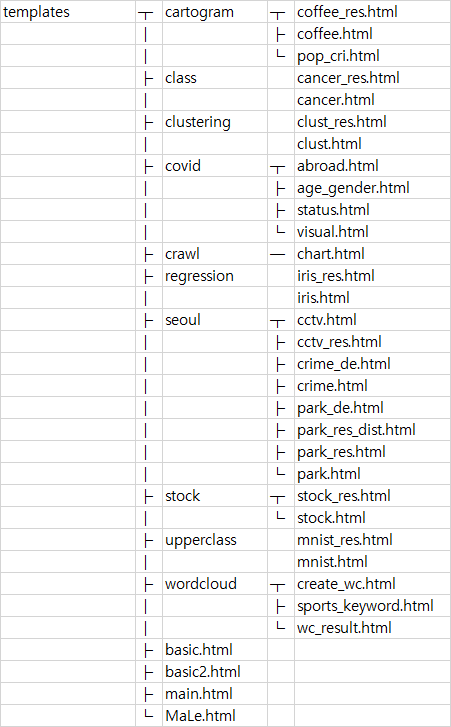 templates ┬ cartogram ┬ coffee_res.html
│ ├ coffee.html
│ └ pop_cri.html
├ class cancer_res.html
│ cancer.html
├ clustering clust_res.html
│ clust.html
├ covid ┬ abroad.html
│ ├ age_gender.html
│ ├ status.html
│ └ visual.html
├ crawl ─ chart.html
├ regression iris_res.html
│ iris.html
├ seoul ┬ cctv.html
│ ├ cctv_res.html
│ ├ crime_de.html
│ ├ crime.html
│ ├ park_de.html
│ ├ park_res_dist.html
│ ├ park_res.html
│ └ park.html
├ stock ┬ stock_res.html
│ └ stock.html
├ upperclass mnist_res.html
│ mnist.html
├ wordcloud ┬ create_wc.html
│ ├ sports_keyword.html
│ └ wc_result.html
├ basic.html
├ basic2.html
├ main.html
└ MaLe.html